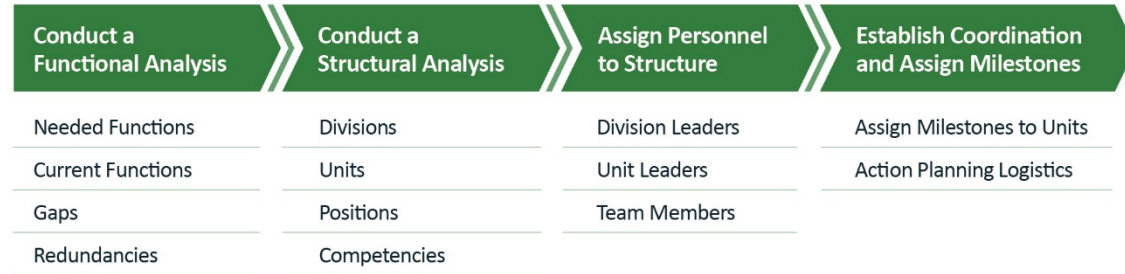 Conduct a
Functional Analysis
Needed Functions
Current Functions
Gaps
Redundancies
Conduct a
Structural Analysis
Divisions
Units
Positions
Competencies
Assign Personnel
to Structure
Division Leaders
Unit Leaders
Team Members
Establish Coordination
and Assign Milestones
Assign Milestones to Units
Action Planning Logistics